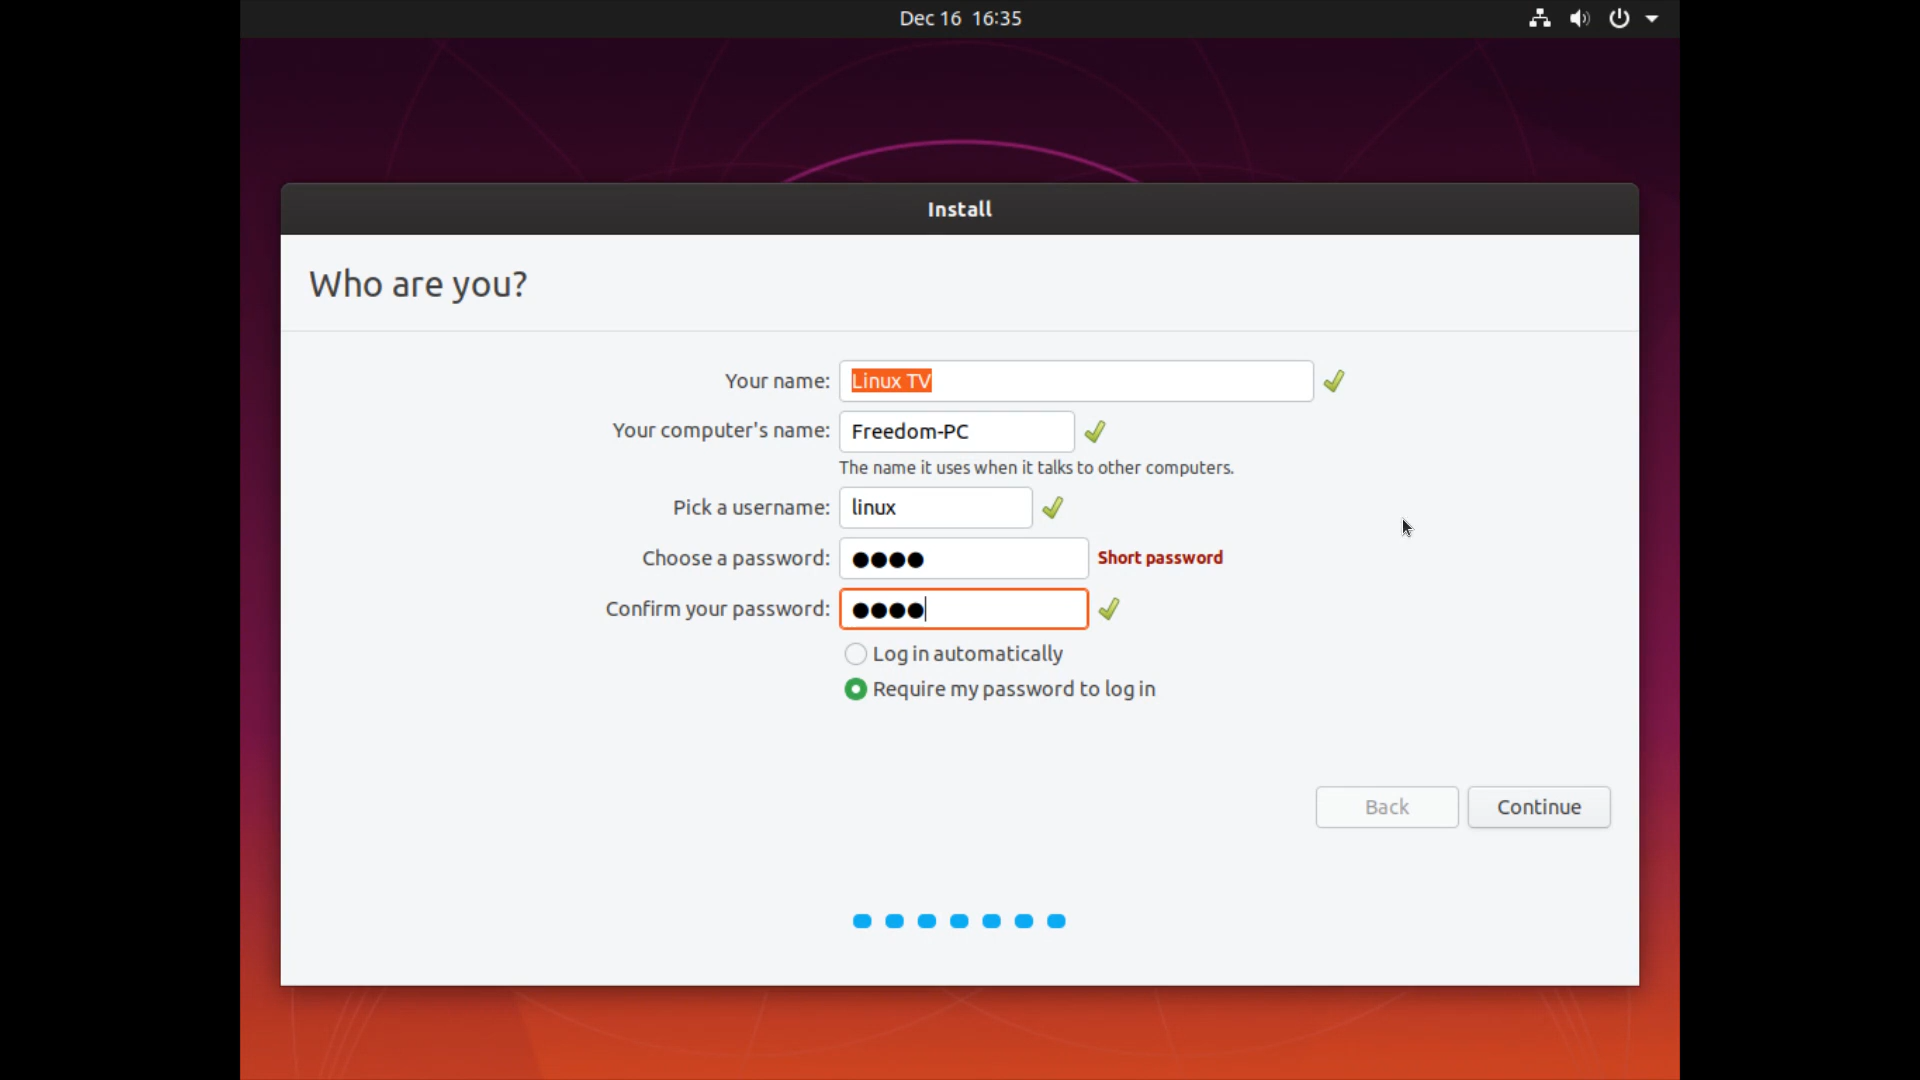 Dec 16 16:35
Install
Who are you?
Your name: Linux TV
Your computer's name: Freedom-PC
The name it uses when it talks to other computers.
Pick a username: linux
Choose a password: ●●●● Short password
Confirm your password: ●●●●
Log in automatically
Require my password to log in
Back Continue